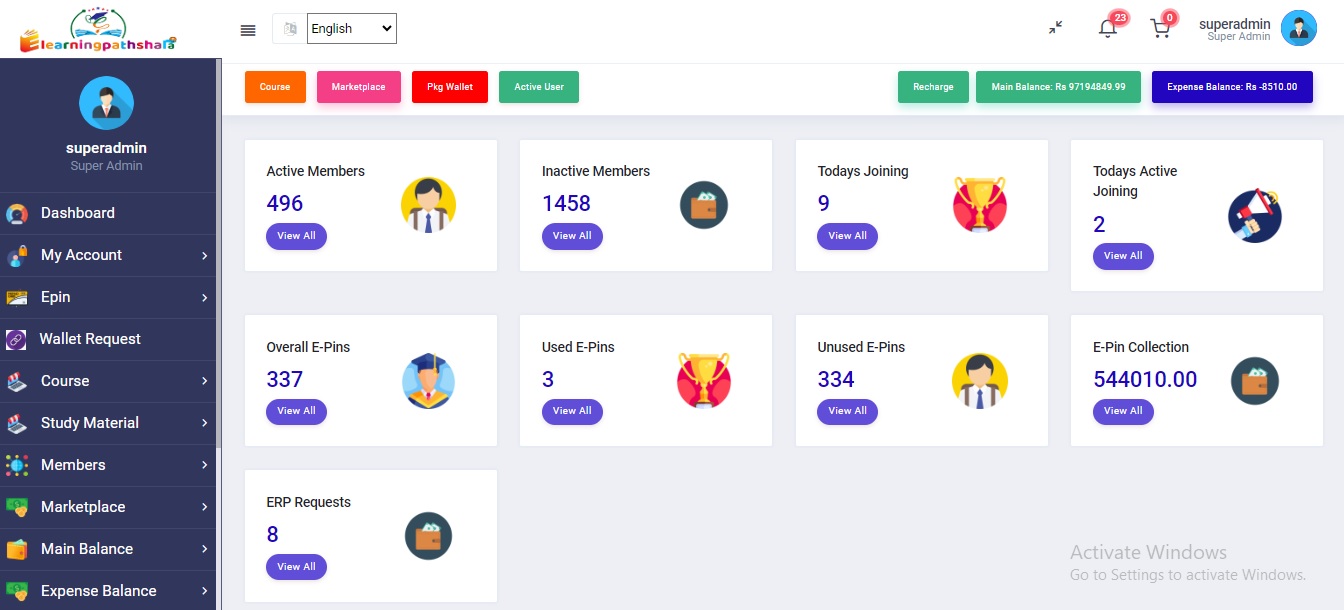 Elearningpathshala
English
23
0
superadmin
Super Admin
Course
Marketplace
Pkg Wallet
Active User
Recharge
Main Balance: Rs 97194849.99
Expense Balance: Rs -8510.00
superadmin
Super Admin
Dashboard
My Account
Epin
Wallet Request
Course
Study Material
Members
Marketplace
Main Balance
Expense Balance
Active Members
496
View All
Inactive Members
1458
View All
Todays Joining
9
View All
Todays Active
Joining
2
View All
Overall E-Pins
337
View All
Used E-Pins
3
View All
Unused E-Pins
334
View All
E-Pin Collection
544010.00
View All
ERP Requests
8
View All
Activate Windows
Go to Settings to activate Windows.